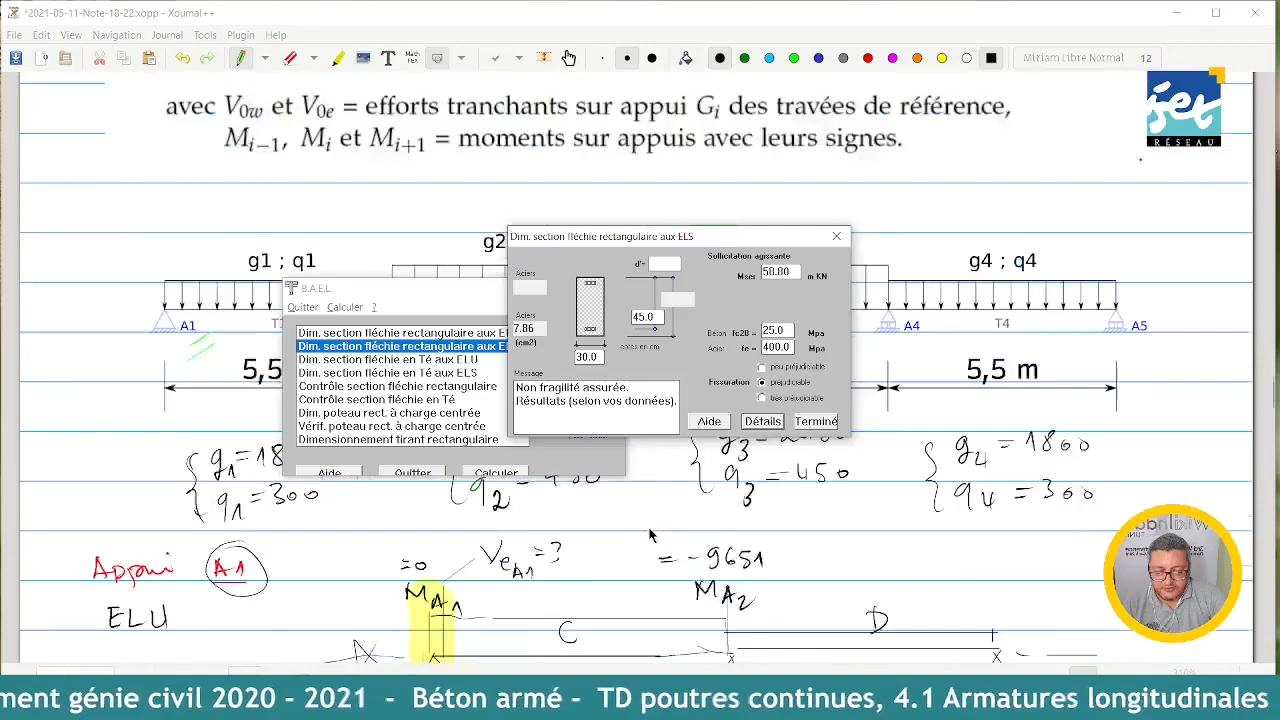 *2021-05-11-Note-18-22.xopp - Xournal++
File Edit View Navigation Journal Tools Plugin Help
Miriam Libre Normal 12
avec V0w et V0e = efforts tranchants sur appui Gi des travées de référence,
Mi−1, Mi et Mi+1 = moments sur appuis avec leurs signes.
jet
RÉSEAU
g1 ; q1
g2
g4 ; q4
A1
A4
T4
A5
5,5 m
B.A.E.L.
Quitter Calculer ?
Dim. section fléchie rectangulaire aux EL
Dim. section fléchie rectangulaire aux EL
Dim. section fléchie en Té aux ELU
Dim. section fléchie en Té aux ELS
Contrôle section fléchie rectangulaire
Contrôle section fléchie en Té
Dim. poteau rect. à charge centrée
Vérif. poteau rect. à charge centrée
Dimensionnement tirant rectangulaire
Aide Quitter Calculer
Dim. section fléchie rectangulaire aux ELS
Aciers
d'=
Aciers
7.86
(cm2)
45.0
30.0
cotes en cm
Sollicitation agissante
Mser 50.00 m KN
Béton fc28 25.0 Mpa
Acier fe = 400.0 Mpa
peu préjudiciable
Fissuration préjudiciable
très préjudiciable
Message
Non fragilité assurée.
Résultats (selon vos données).
Aide Détails Terminé
g1 = 18
q1 = 300
q2
g3
q3 = 450
g4 = 1800
q4 = 300
Appui A1
ELU
=0
VeA1 = ?
= -9651
MA1
MA2
C
D
210%
ment génie civil 2020 - 2021 - Béton armé - TD poutres continues, 4.1 Armatures longitudinales